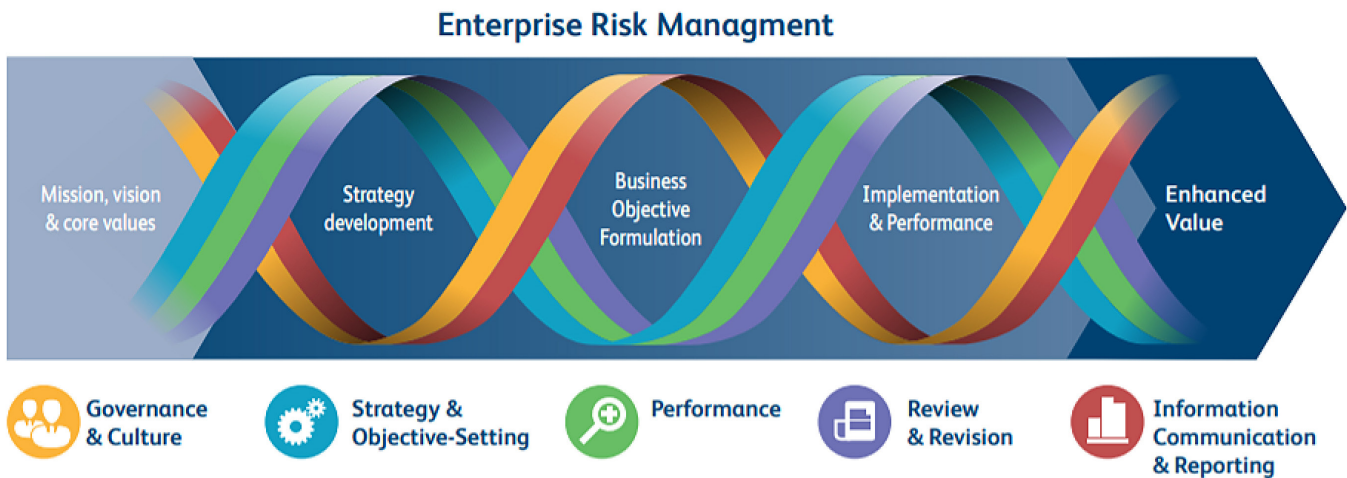 Enterprise Risk Managment
Mission, vision
& core values
Strategy
development
Business
Objective
Formulation
Implementation
& Performance
Enhanced
Value
Governance
& Culture
Strategy &
Objective-Setting
Performance
Review
& Revision
Information
Communication
& Reporting